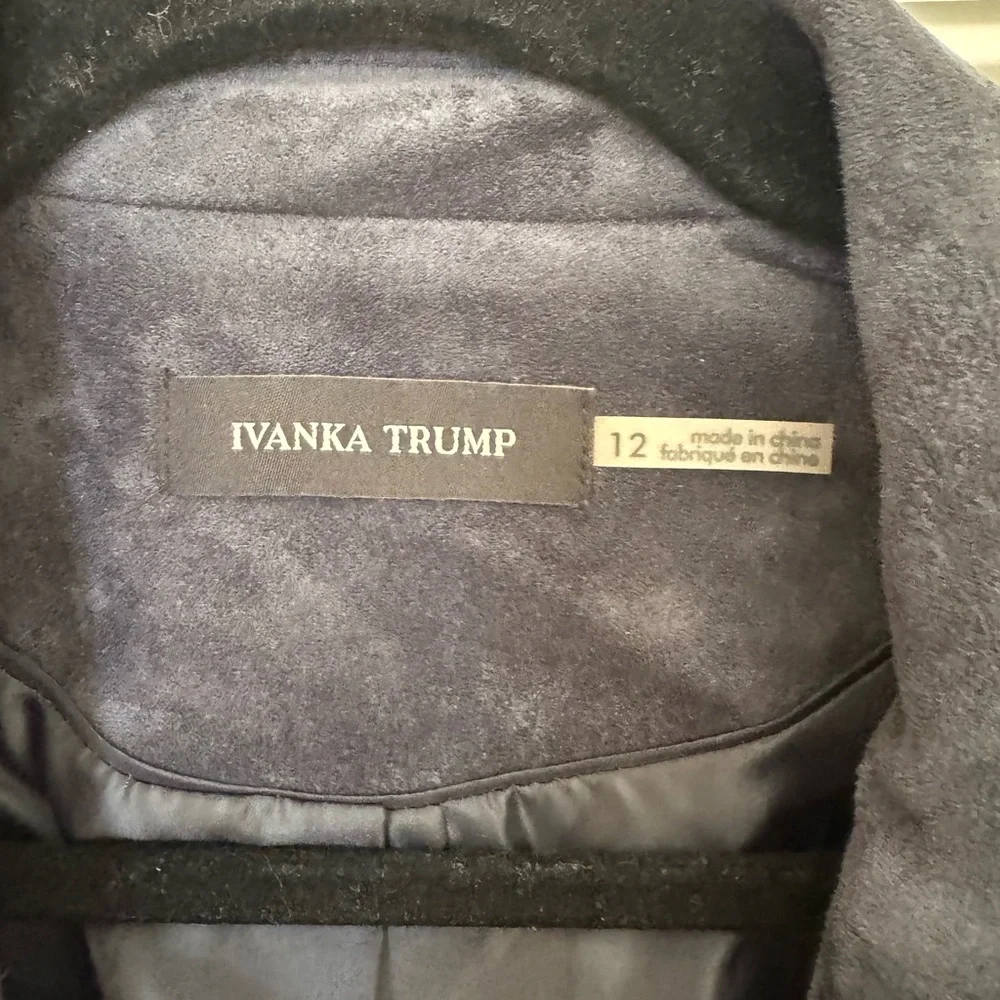 IVANKA TRUMP
12
made in china
fabriqué en chine